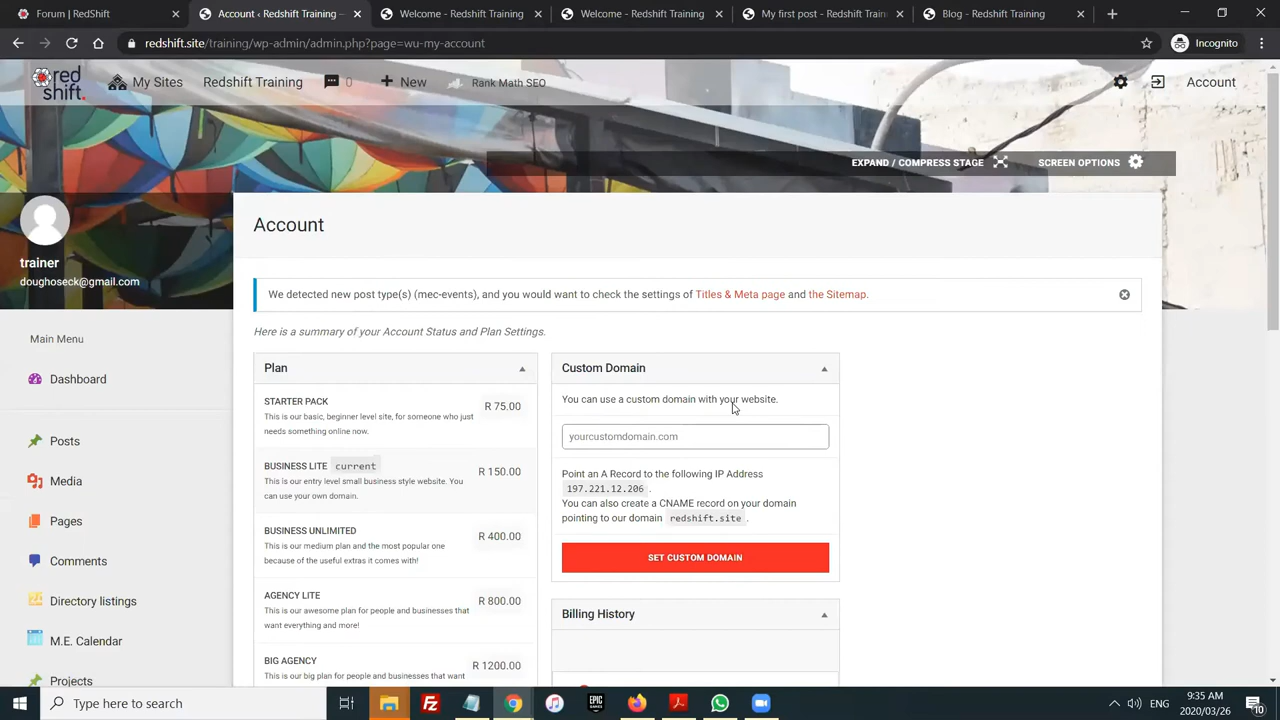 Forum - Redshift Training
Account ‹ Redshift Training —
Welcome - Redshift Training
Services - Redshift Training
My post - Redshift Training
Blog - Redshift Training
redshift.site/training/wp-admin/admin.php?page=wu-my-account
Incognito
red
shift.
My Sites
Redshift Training
0
New
Rank Math SEO
Account
EXPAND / COMPRESS STAGE
SCREEN OPTIONS
trainer
doughoseck@gmail.com
Main Menu
Dashboard
Posts
Media
Pages
Comments
Directory listings
M.E. Calendar
Projects
Account
We detected new post type(s) (mec-events), and you would want to check the settings of Titles & Meta page and the Sitemap.
Here is a summary of your Account Status and Plan Settings.
Plan
STARTER PACK
This is our basic, beginner level site, for someone who just
needs something online now.
R 75.00
BUSINESS LITE current
This is our entry level small business style website. You
can use your own domain.
R 150.00
BUSINESS UNLIMITED
This is our medium plan and the most popular one
because of the useful extras it comes with!
R 400.00
AGENCY LITE
This is our awesome plan for people and businesses that
want everything and more!
R 800.00
BIG AGENCY
This is our big plan for people and businesses that want
R 1200.00
Custom Domain
You can use a custom domain with your website.
yourcustomdomain.com
Point an A Record to the following IP Address
197.221.12.206 .
You can also create a CNAME record on your domain
pointing to our domain redshift.site .
SET CUSTOM DOMAIN
Billing History
Type here to search
EPIC
GAMES
ENG
9:35 AM
2020/03/26